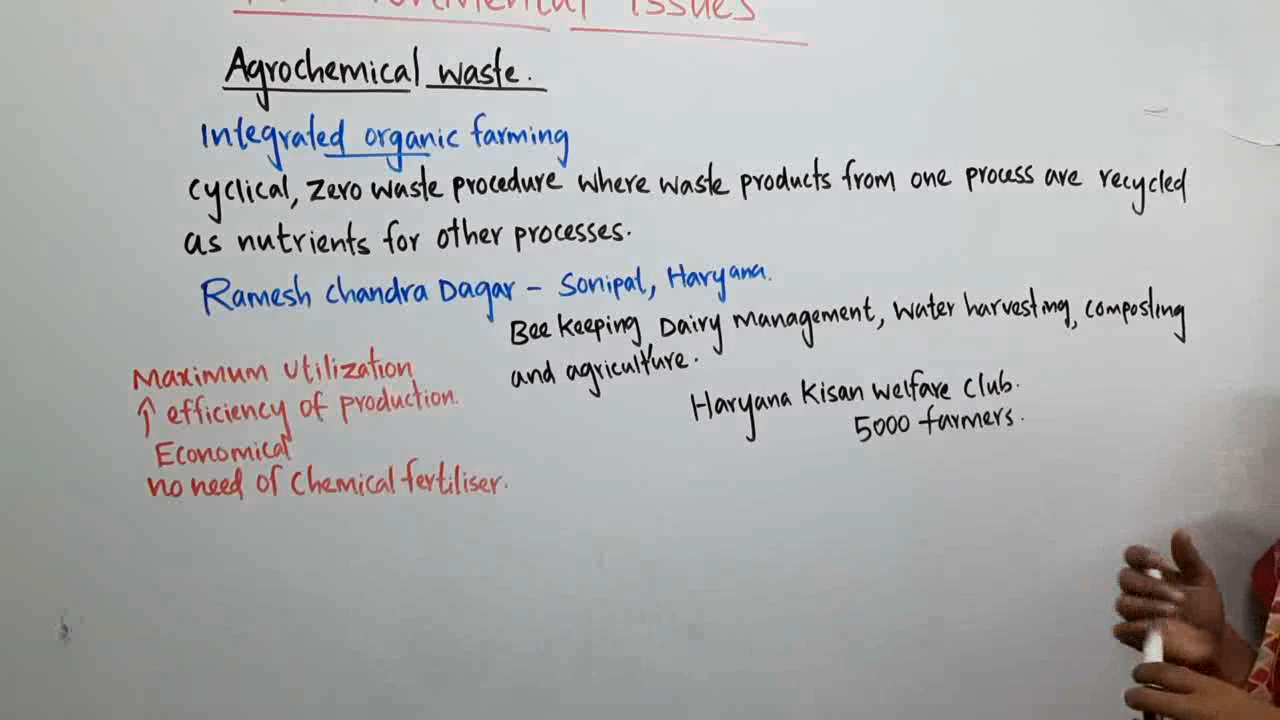 Issues
Agrochemical waste.
Integrated organic farming
cyclical, zero waste procedure where waste products from one process are recycled
as nutrients for other processes.
Ramesh chandra Dagar – Sonipat, Haryana.
Bee keeping, Dairy management, water harvesting, composting
and agriculture.
Haryana Kisan welfare club.
5000 farmers.
Maximum utilization
↑ efficiency of production.
Economical
no need of chemical fertiliser.